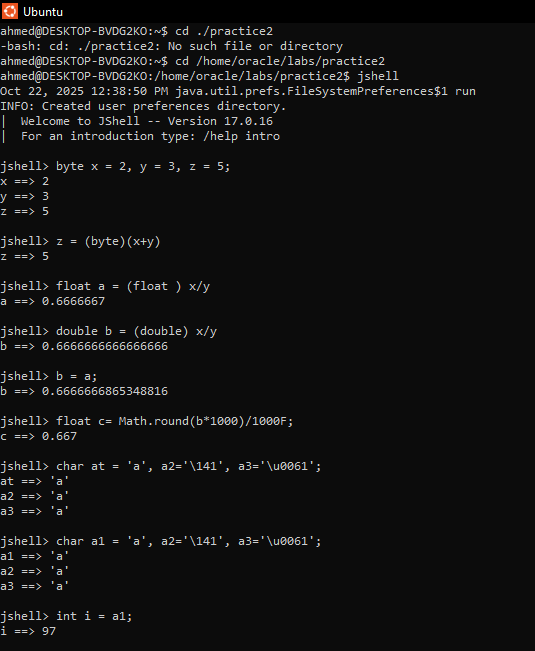 Ubuntu
ahmed@DESKTOP-BVDG2KO:~$ cd ./practice2
-bash: cd: ./practice2: No such file or directory
ahmed@DESKTOP-BVDG2KO:~$ cd /home/oracle/labs/practice2
ahmed@DESKTOP-BVDG2KO:/home/oracle/labs/practice2$ jshell
Oct 22, 2025 12:38:50 PM java.util.prefs.FileSystemPreferences$1 run
INFO: Created user preferences directory.
|  Welcome to JShell -- Version 17.0.16
|  For an introduction type: /help intro
jshell> byte x = 2, y = 3, z = 5;
x ==> 2
y ==> 3
z ==> 5
jshell> z = (byte)(x+y)
z ==> 5
jshell> float a = (float ) x/y
a ==> 0.6666667
jshell> double b = (double) x/y
b ==> 0.6666666666666666
jshell> b = a;
b ==> 0.6666666865348816
jshell> float c= Math.round(b*1000)/1000F;
c ==> 0.667
jshell> char at = 'a', a2='\141', a3='\u0061';
at ==> 'a'
a2 ==> 'a'
a3 ==> 'a'
jshell> char a1 = 'a', a2='\141', a3='\u0061';
a1 ==> 'a'
a2 ==> 'a'
a3 ==> 'a'
jshell> int i = a1;
i ==> 97